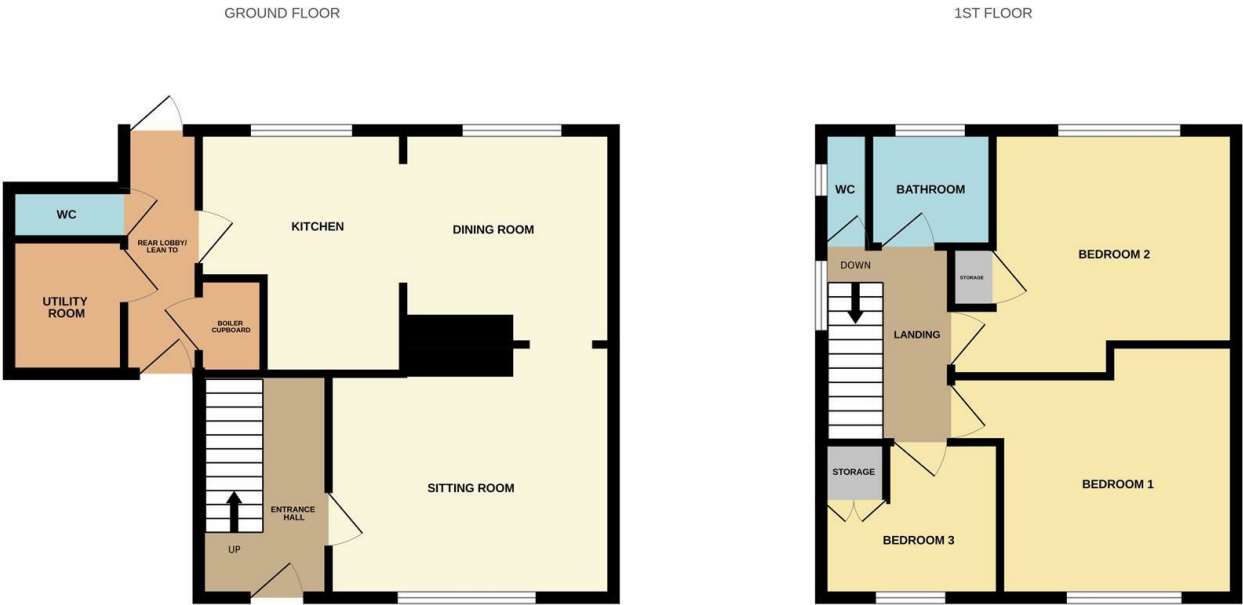 GROUND FLOOR
1ST FLOOR
WC
REAR LOBBY/
LEAN TO
UTILITY
ROOM
BOILER
CUPBOARD
KITCHEN
DINING ROOM
SITTING ROOM
ENTRANCE
HALL
UP
WC
BATHROOM
DOWN
STORAGE
BEDROOM 2
LANDING
STORAGE
BEDROOM 1
BEDROOM 3